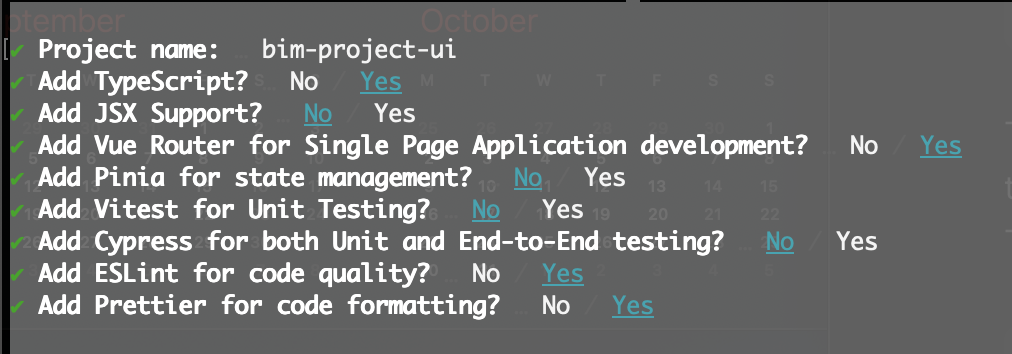 ptember October
✔ Project name: … bim-project-ui
✔ Add TypeScript? … No / Yes
✔ Add JSX Support? … No / Yes
✔ Add Vue Router for Single Page Application development? … No / Yes
✔ Add Pinia for state management? … No / Yes
✔ Add Vitest for Unit Testing? … No / Yes
✔ Add Cypress for both Unit and End-to-End testing? … No / Yes
✔ Add ESLint for code quality? … No / Yes
✔ Add Prettier for code formatting? … No / Yes